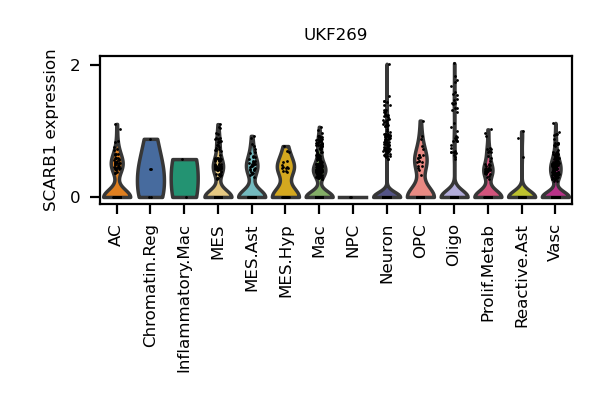 UKF269
SCARB1 expression
2
0
AC
Chromatin.Reg
Inflammatory.Mac
MES
MES.Ast
MES.Hyp
Mac
NPC
Neuron
OPC
Oligo
Prolif.Metab
Reactive.Ast
Vasc